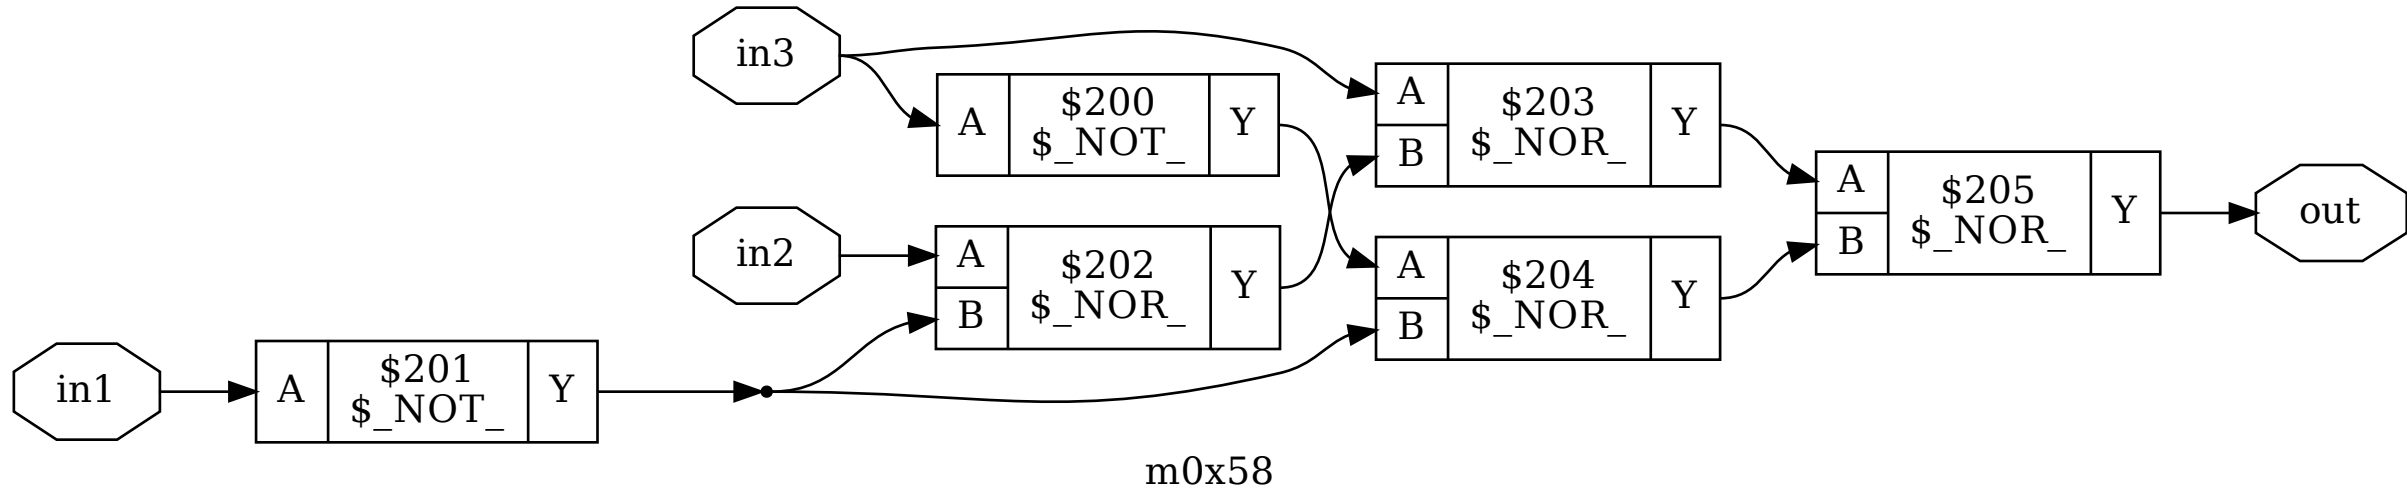 in3
A
$200
$_NOT_
Y
A
B
$203
$_NOR_
Y
in2
A
B
$202
$_NOR_
Y
A
B
$204
$_NOR_
Y
A
B
$205
$_NOR_
Y
out
in1
A
$201
$_NOT_
Y
m0x58